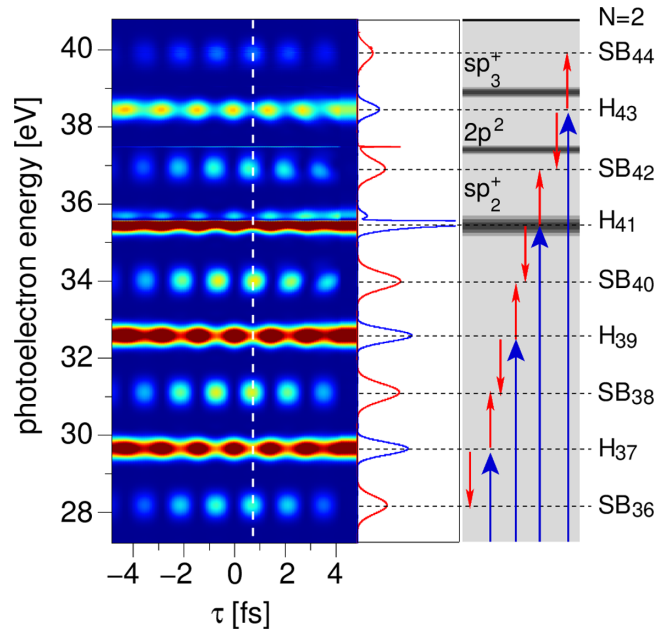 photoelectron energy [eV]
40
38
36
34
32
30
28
−4
−2
0
2
4
τ [fs]
sp₃⁺
2p²
sp₂⁺
N=2
SB₄₄
H₄₃
SB₄₂
H₄₁
SB₄₀
H₃₉
SB₃₈
H₃₇
SB₃₆